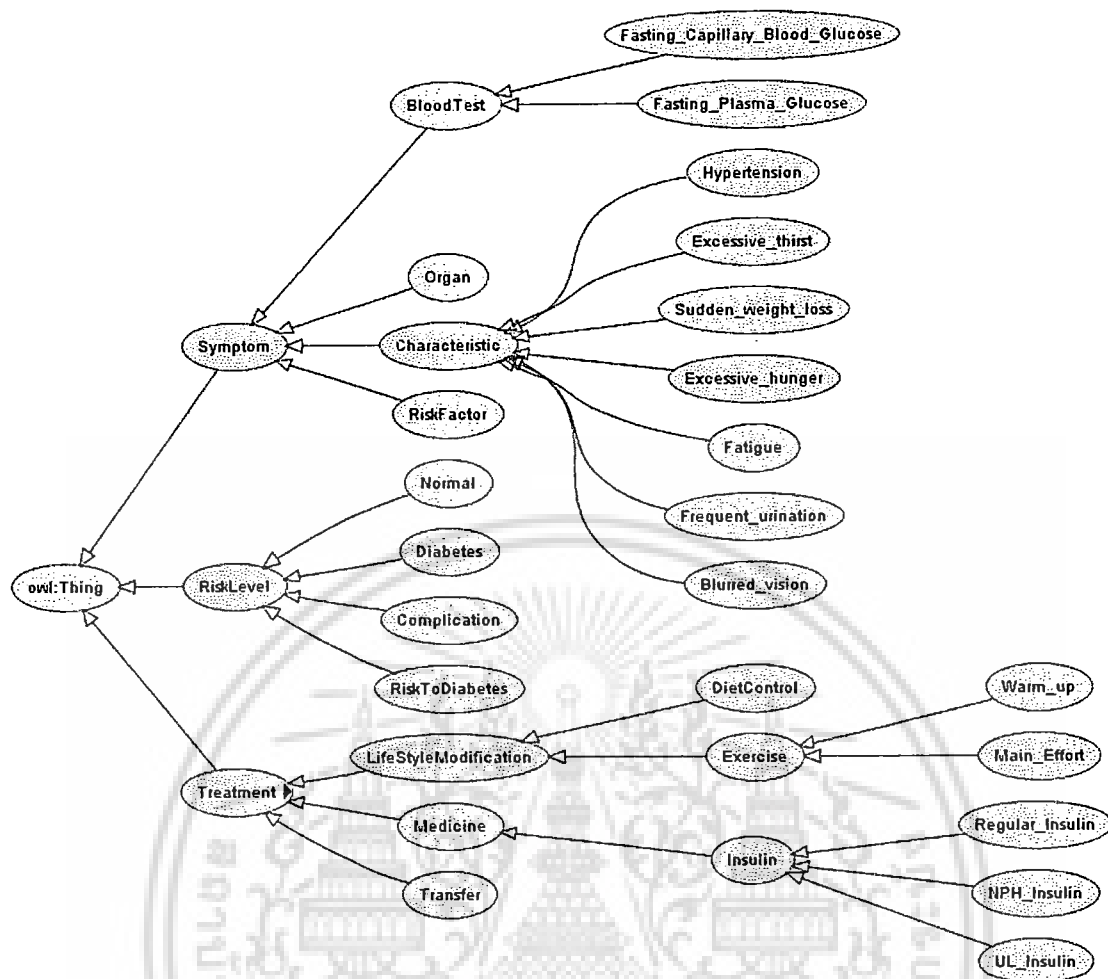 Fasting_Capillary_Blood_Glucose
BloodTest
Fasting_Plasma_Glucose
Hypertension
Excessive_thirst
Organ
Sudden_weight_loss
Symptom
Characteristic
Excessive_hunger
RiskFactor
Fatigue
Normal
Frequent_urination
Diabetes
owl:Thing
RiskLevel
Blurred_vision
Complication
RiskToDiabetes
DietControl
Warm_up
LifeStyleModification
Exercise
Main_Effort
Treatment
Medicine
Regular_Insulin
Insulin
Transfer
NPH_Insulin
UL_Insulin